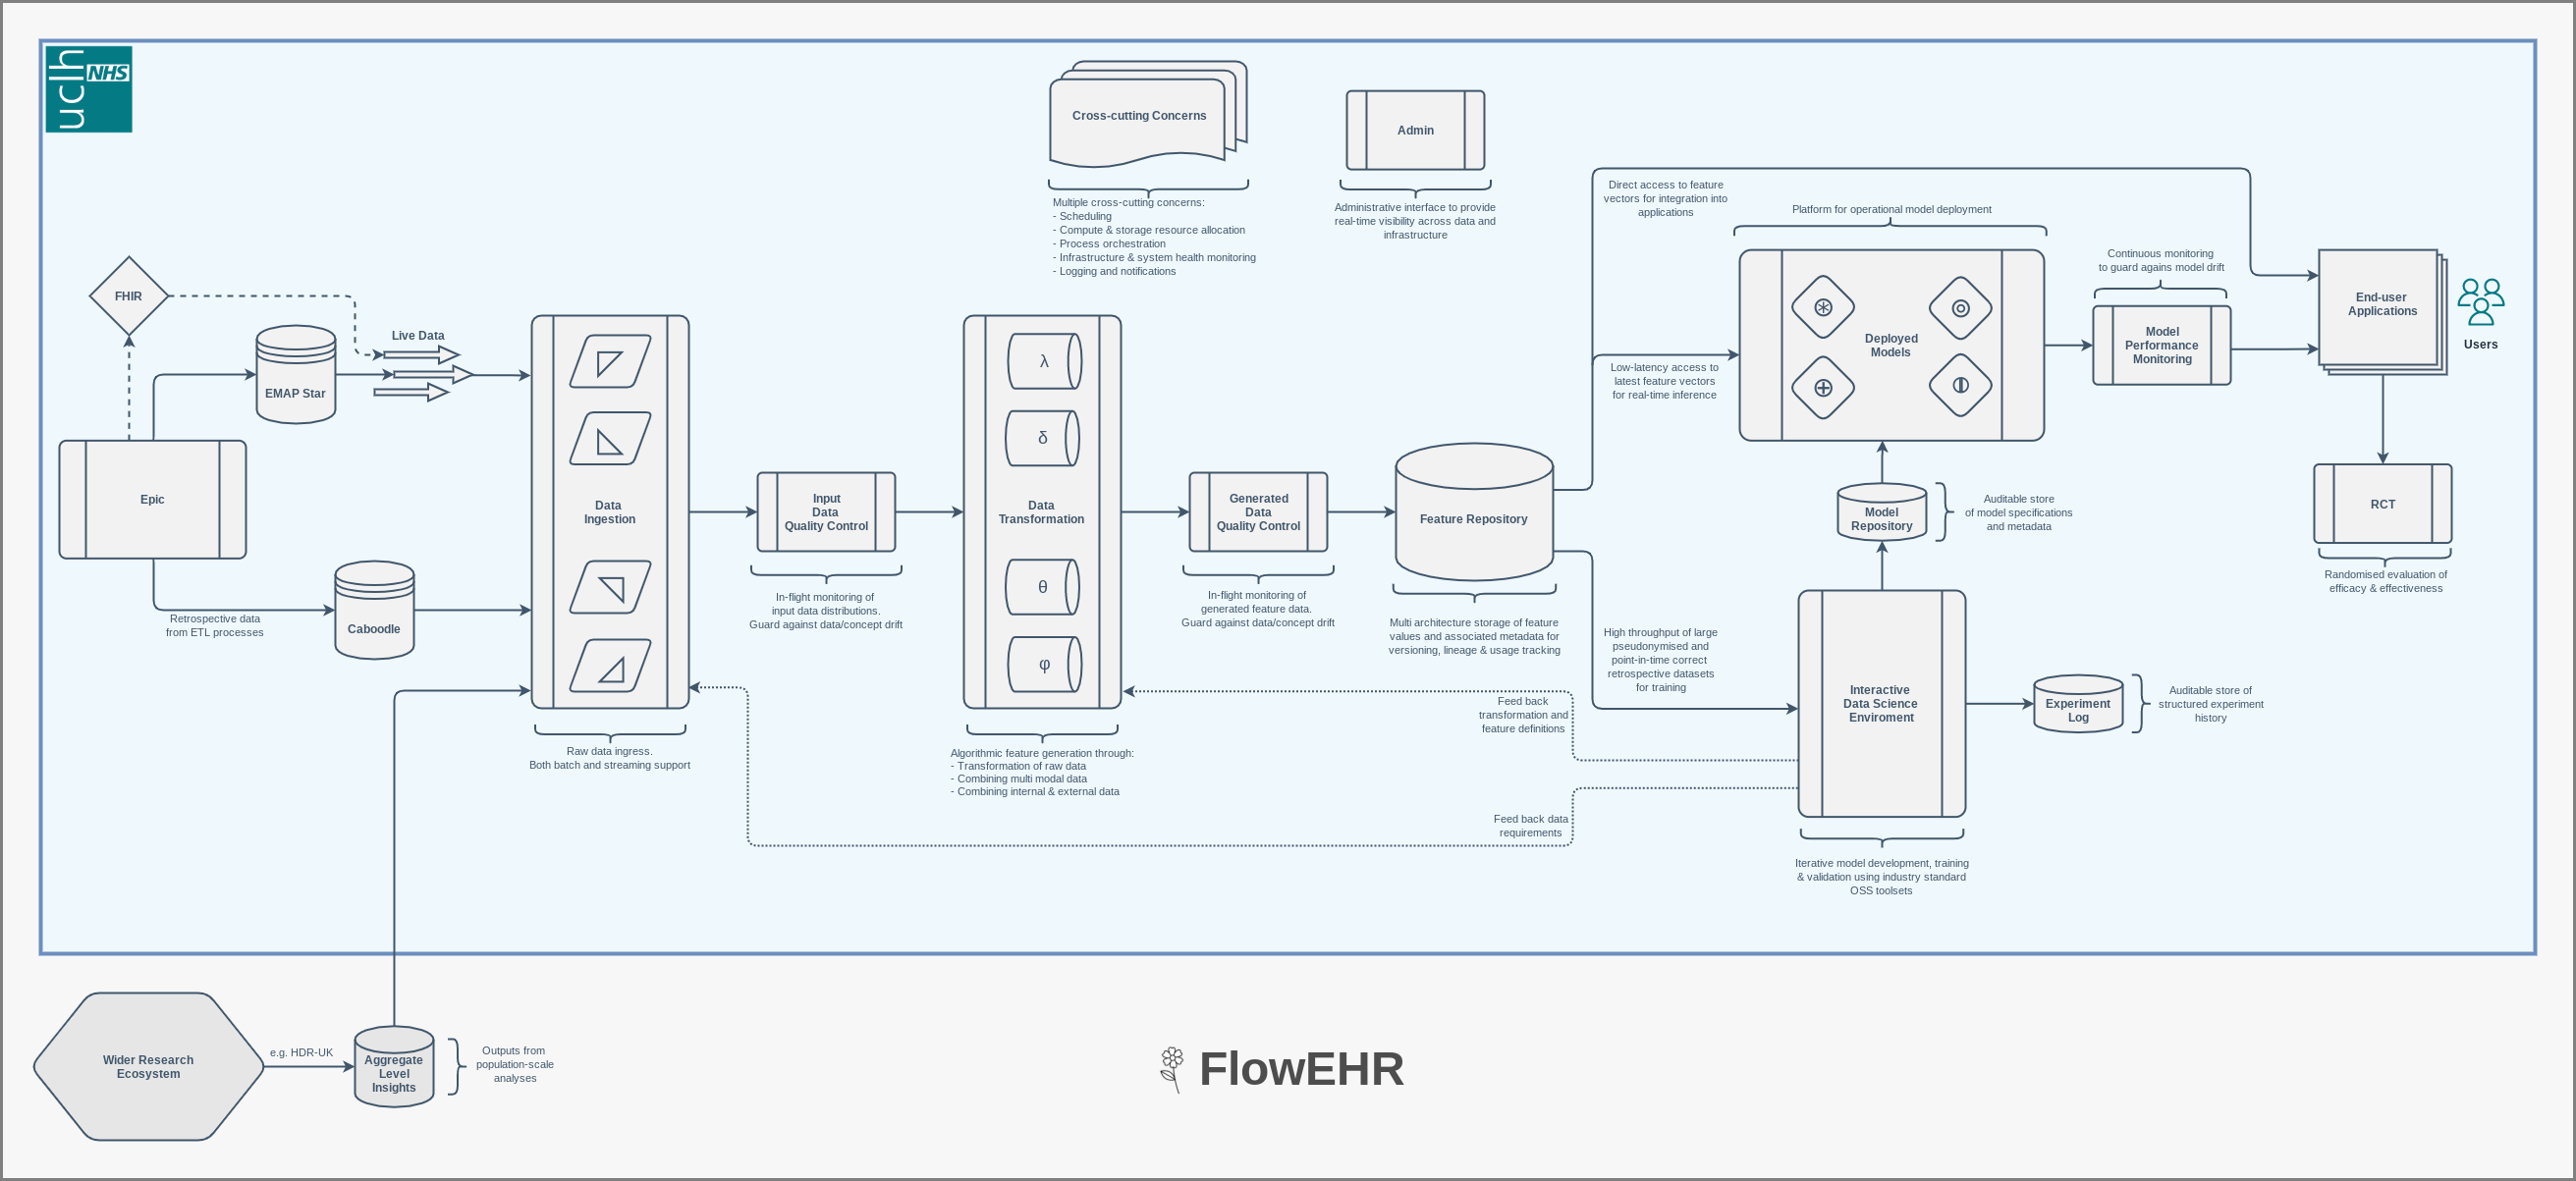 uclh
NHS
Cross-cutting Concerns
Multiple cross-cutting concerns:
- Scheduling
- Compute & storage resource allocation
- Process orchestration
- Infrastructure & system health monitoring
- Logging and notifications
Admin
Administrative interface to provide
real-time visibility across data and
infrastructure
FHIR
EMAP Star
Live Data
Epic
Retrospective data
from ETL processes
Caboodle
Data
Ingestion
Raw data ingress.
Both batch and streaming support
Input
Data
Quality Control
In-flight monitoring of
input data distributions.
Guard against data/concept drift
λ
δ
Data
Transformation
θ
φ
Algorithmic feature generation through:
- Transformation of raw data
- Combining multi modal data
- Combining internal & external data
Generated
Data
Quality Control
In-flight monitoring of
generated feature data.
Guard against data/concept drift
Feature Repository
Multi architecture storage of feature
values and associated metadata for
versioning, lineage & usage tracking
Direct access to feature
vectors for integration into
applications
Low-latency access to
latest feature vectors
for real-time inference
High throughput of large
pseudonymised and
point-in-time correct
retrospective datasets
for training
Feed back
transformation and
feature definitions
Feed back data
requirements
Platform for operational model deployment
Deployed
Models
Continuous monitoring
to guard agains model drift
Model
Performance
Monitoring
End-user
Applications
Users
RCT
Randomised evaluation of
efficacy & effectiveness
Model
Repository
Auditable store
of model specifications
and metadata
Interactive
Data Science
Enviroment
Iterative model development, training
& validation using industry standard
OSS toolsets
Experiment
Log
Auditable store of
structured experiment
history
Wider Research
Ecosystem
e.g. HDR-UK
Aggregate
Level
Insights
Outputs from
population-scale
analyses
FlowEHR